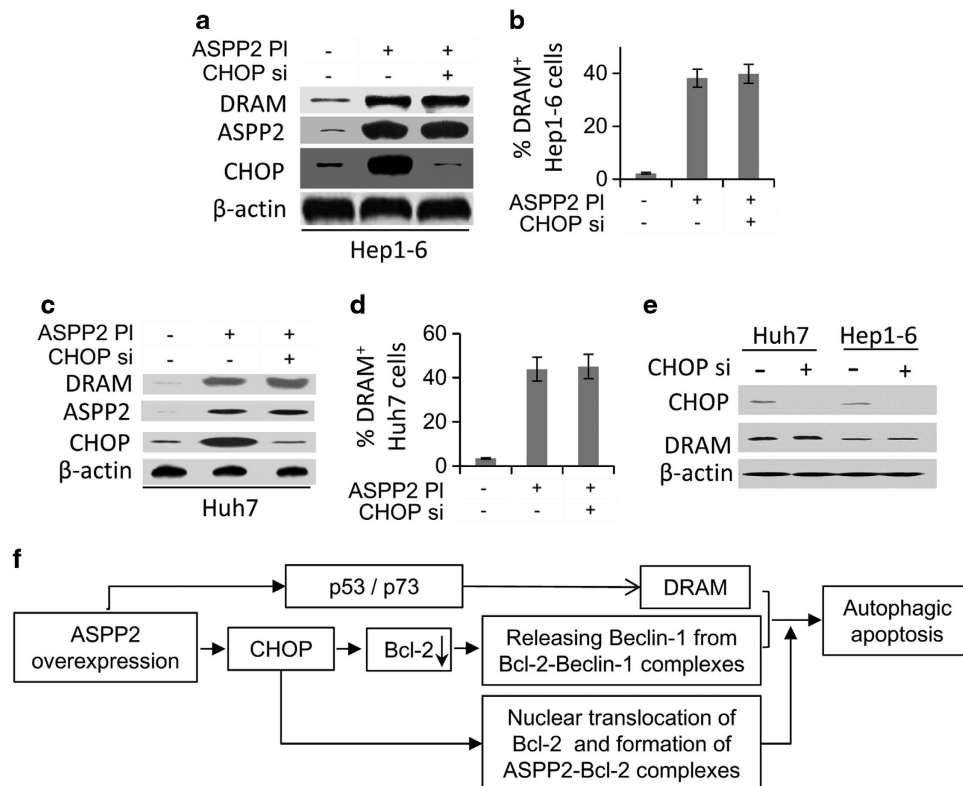 a
ASPP2 Pl - + +
CHOP si - - +
DRAM
ASPP2
CHOP
β-actin
Hep1-6
b
% DRAM+
Hep1-6 cells
40
20
0
ASPP2 Pl - + +
CHOP si - - +
c
ASPP2 Pl - + +
CHOP si - - +
DRAM
ASPP2
CHOP
β-actin
Huh7
d
% DRAM+
Huh7 cells
60
40
20
0
ASPP2 Pl - + +
CHOP si - - +
e
Huh7 Hep1-6
CHOP si - + - +
CHOP
DRAM
β-actin
f
p53 / p73
DRAM
ASPP2
overexpression
CHOP
Bcl-2↓
Releasing Beclin-1 from
Bcl-2-Beclin-1 complexes
Autophagic
apoptosis
Nuclear translocation of
Bcl-2 and formation of
ASPP2-Bcl-2 complexes